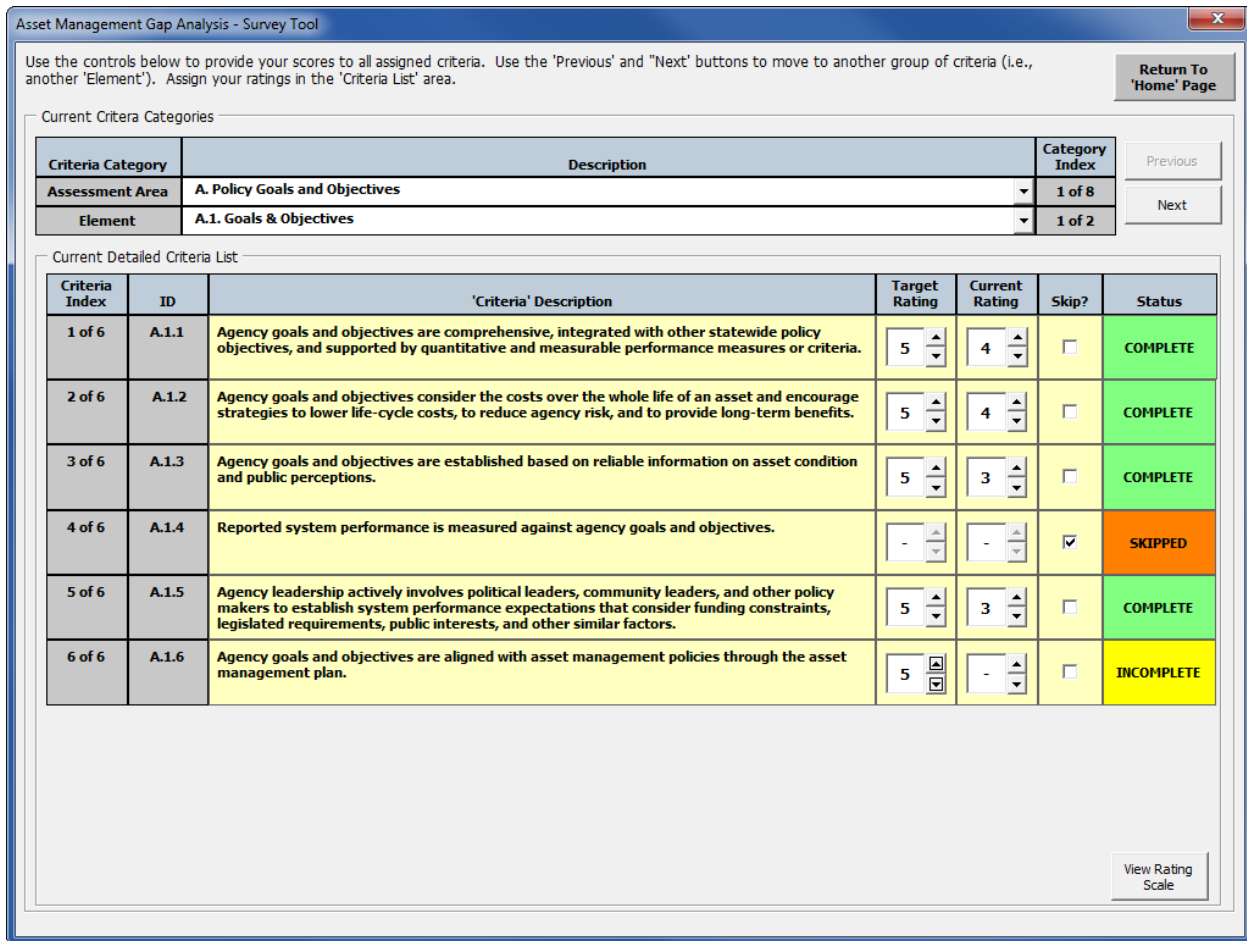 Asset Management Gap Analysis - Survey Tool
x
Use the controls below to provide your scores to all assigned criteria. Use the 'Previous' and "Next' buttons to move to another group of criteria (i.e.,
another 'Element'). Assign your ratings in the 'Criteria List' area.
Return To
'Home' Page
Current Critera Categories
Criteria Category
Description
Category
Index
Previous
Assessment Area
A. Policy Goals and Objectives
1 of 8
Next
Element
A.1. Goals & Objectives
1 of 2
Current Detailed Criteria List
Criteria
Index
ID
'Criteria' Description
Target
Rating
Current
Rating
Skip?
Status
1 of 6
A.1.1
Agency goals and objectives are comprehensive, integrated with other statewide policy
objectives, and supported by quantitative and measurable performance measures or criteria.
5
4
COMPLETE
2 of 6
A.1.2
Agency goals and objectives consider the costs over the whole life of an asset and encourage
strategies to lower life-cycle costs, to reduce agency risk, and to provide long-term benefits.
5
4
COMPLETE
3 of 6
A.1.3
Agency goals and objectives are established based on reliable information on asset condition
and public perceptions.
5
3
COMPLETE
4 of 6
A.1.4
Reported system performance is measured against agency goals and objectives.
-
-
SKIPPED
5 of 6
A.1.5
Agency leadership actively involves political leaders, community leaders, and other policy
makers to establish system performance expectations that consider funding constraints,
legislated requirements, public interests, and other similar factors.
5
3
COMPLETE
6 of 6
A.1.6
Agency goals and objectives are aligned with asset management policies through the asset
management plan.
5
-
INCOMPLETE
View Rating
Scale